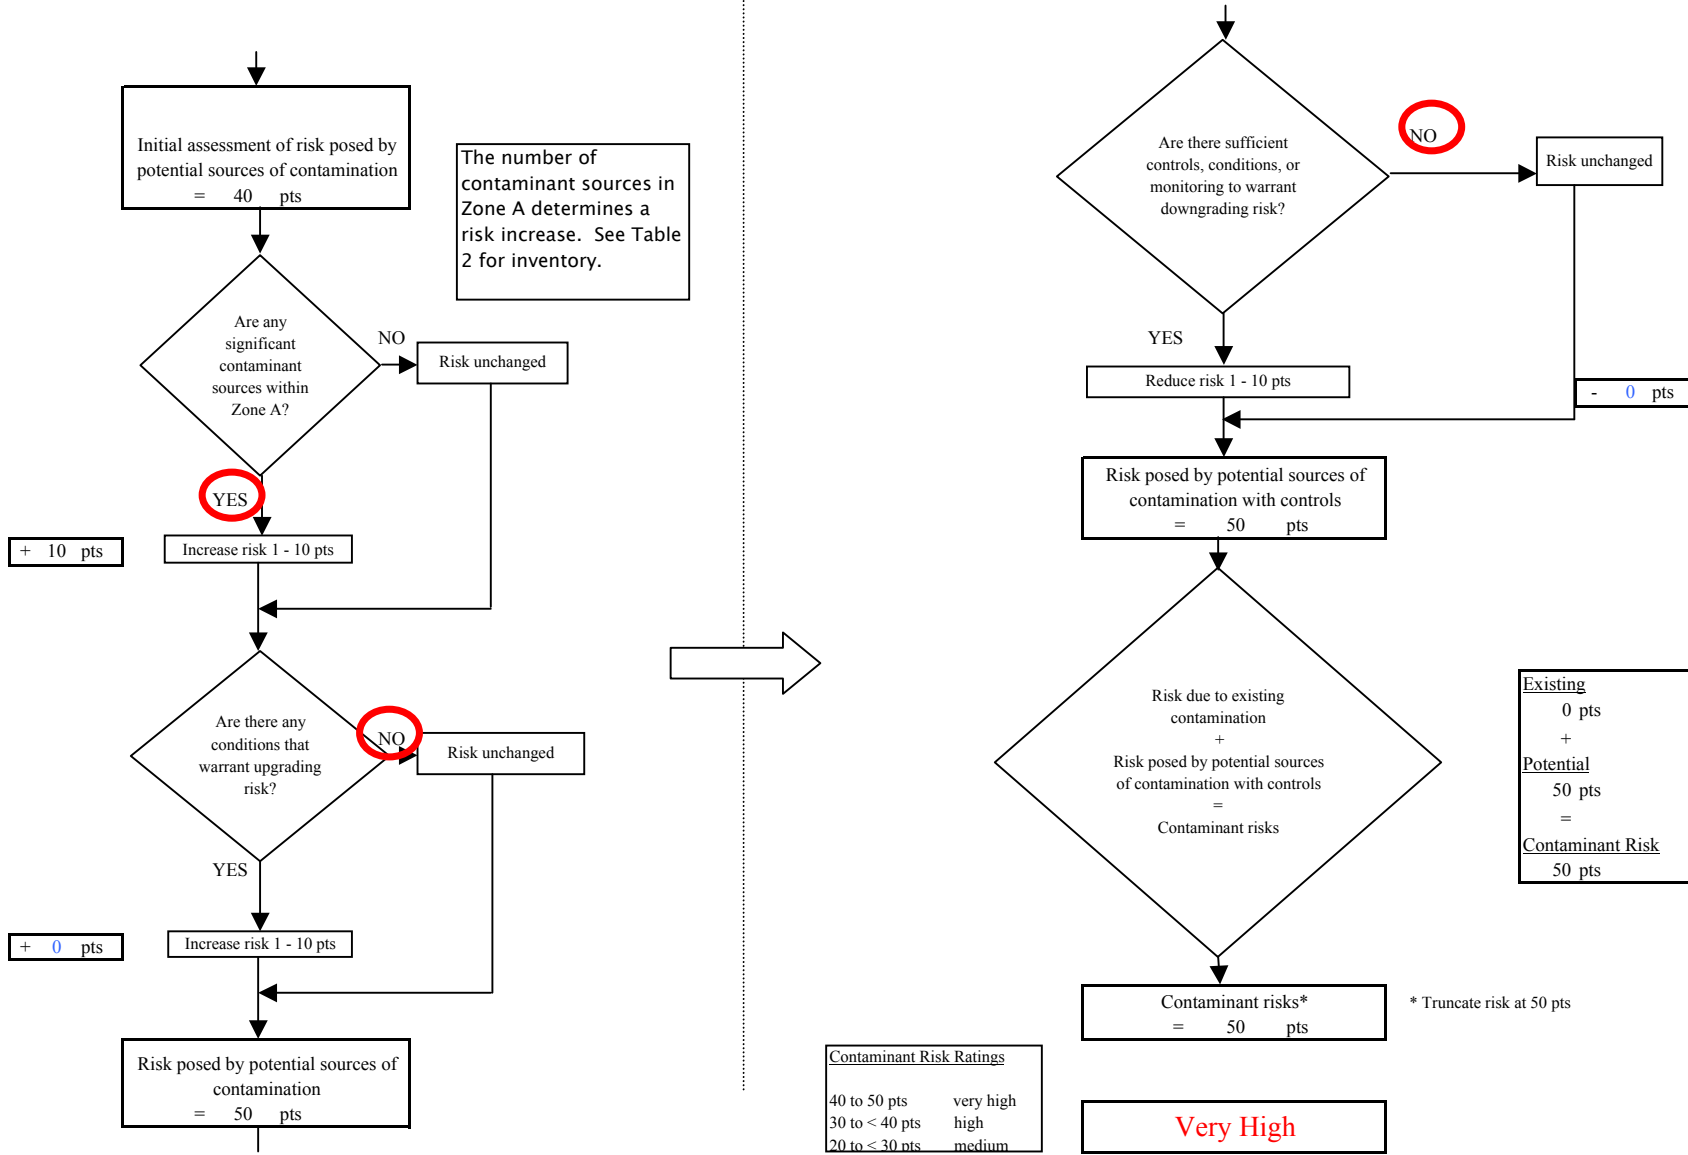 Initial assessment of risk posed by
potential sources of contamination
= 40 pts
The number of
contaminant sources in
Zone A determines a
risk increase. See Table
2 for inventory.
Are any
significant
contaminant
sources within
Zone A?
NO
Risk unchanged
YES
+ 10 pts
Increase risk 1 - 10 pts
Are there any
conditions that
warrant upgrading
risk?
NO
Risk unchanged
YES
+ 0 pts
Increase risk 1 - 10 pts
Risk posed by potential sources of
contamination
= 50 pts
Are there sufficient
controls, conditions, or
monitoring to warrant
downgrading risk?
NO
Risk unchanged
YES
Reduce risk 1 - 10 pts
- 0 pts
Risk posed by potential sources of
contamination with controls
= 50 pts
Risk due to existing
contamination
+
Risk posed by potential sources
of contamination with controls
=
Contaminant risks
Existing
0 pts
+
Potential
50 pts
=
Contaminant Risk
50 pts
Contaminant risks*
= 50 pts
* Truncate risk at 50 pts
Contaminant Risk Ratings
40 to 50 pts very high
30 to < 40 pts high
20 to < 30 pts medium
Very High